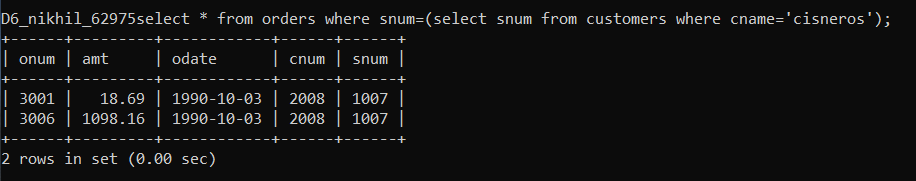 D6_nikhil_62975select * from orders where snum=(select snum from customers where cname='cisneros');
+------+---------+------------+------+------+
| onum | amt     | odate      | cnum | snum |
+------+---------+------------+------+------+
| 3001 |   18.69 | 1990-10-03 | 2008 | 1007 |
| 3006 | 1098.16 | 1990-10-03 | 2008 | 1007 |
+------+---------+------------+------+------+
2 rows in set (0.00 sec)